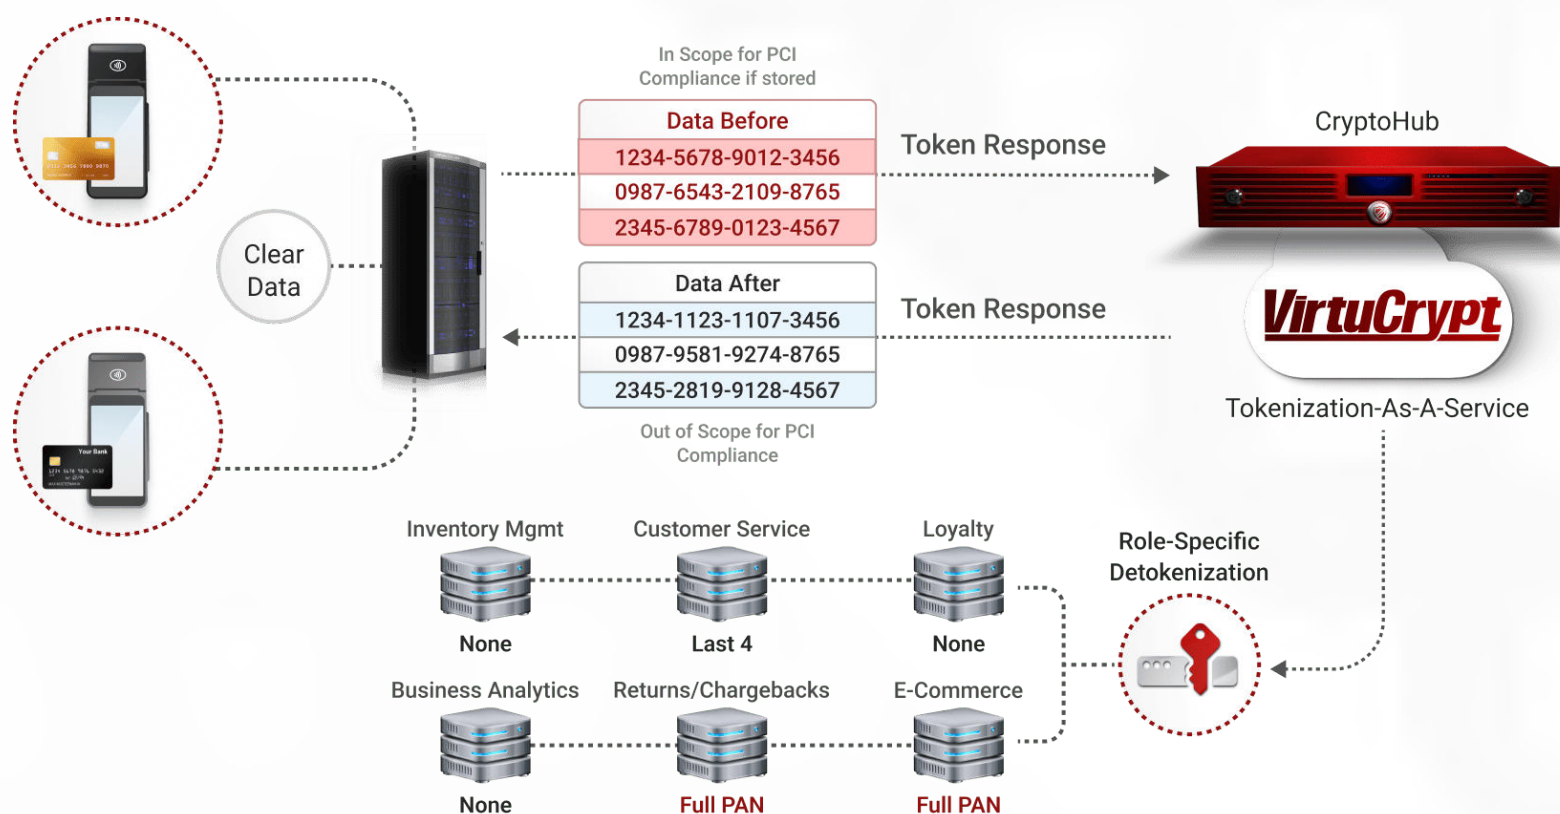 In Scope for PCI
Compliance if stored
Data Before
1234-5678-9012-3456
0987-6543-2109-8765
2345-6789-0123-4567
Token Response
CryptoHub
Clear
Data
Data After
1234-1123-1107-3456
0987-9581-9274-8765
2345-2819-9128-4567
Token Response
VirtuCrypt
Out of Scope for PCI
Compliance
Tokenization-As-A-Service
Your Bank
Inventory Mgmt
Customer Service
Loyalty
Role-Specific
Detokenization
None
Last 4
None
Business Analytics
Returns/Chargebacks
E-Commerce
None
Full PAN
Full PAN